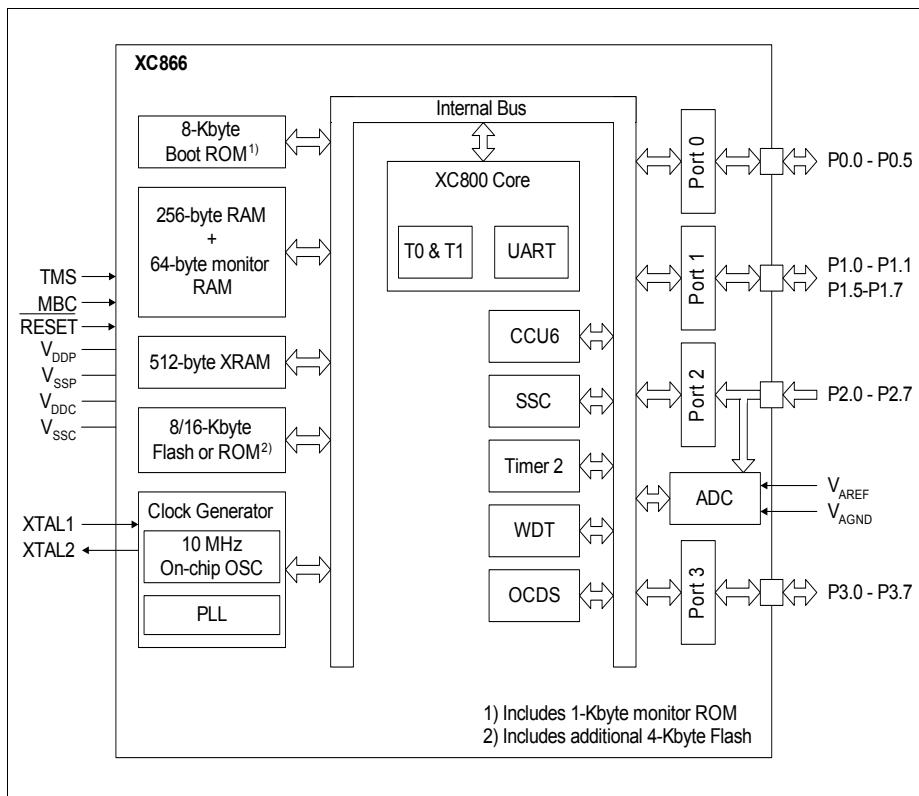 XC866
Internal Bus
8-Kbyte
Boot ROM1)
256-byte RAM
+
64-byte monitor
RAM
512-byte XRAM
8/16-Kbyte
Flash or ROM2)
Clock Generator
10 MHz
On-chip OSC
PLL
TMS
MBC
RESET
VDDP
VSSP
VDDC
VSSC
XTAL1
XTAL2
XC800 Core
T0 & T1
UART
CCU6
SSC
Timer 2
WDT
OCDS
Port 0
Port 1
Port 2
ADC
Port 3
P0.0 - P0.5
P1.0 - P1.1
P1.5-P1.7
P2.0 - P2.7
VAREF
VAGND
P3.0 - P3.7
1) Includes 1-Kbyte monitor ROM
2) Includes additional 4-Kbyte Flash